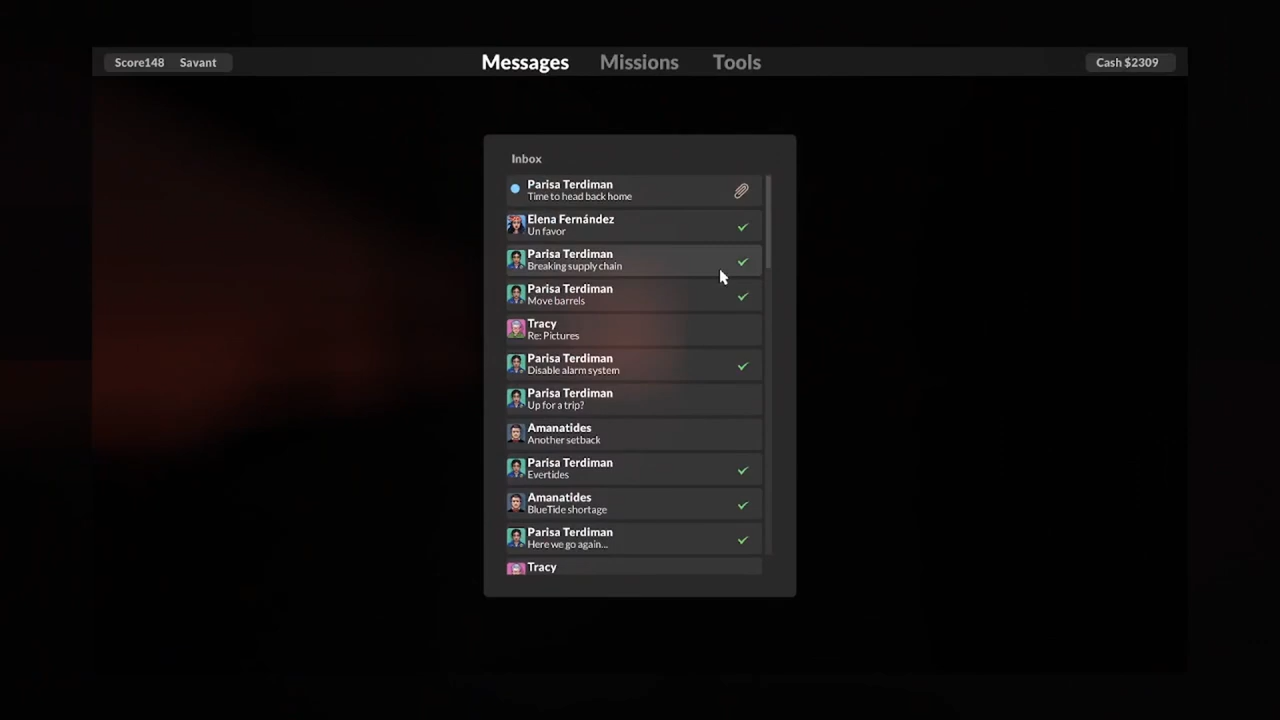 Score148 Savant Messages Missions Tools Cash $2309
Inbox
Parisa Terdiman
Time to head back home
Elena Fernández
Un favor
Parisa Terdiman
Breaking supply chain
Parisa Terdiman
Move barrels
Tracy
Re: Pictures
Parisa Terdiman
Disable alarm system
Parisa Terdiman
Up for a trip?
Amanatides
Another setback
Parisa Terdiman
Evertides
Amanatides
BlueTide shortage
Parisa Terdiman
Here we go again...
Tracy